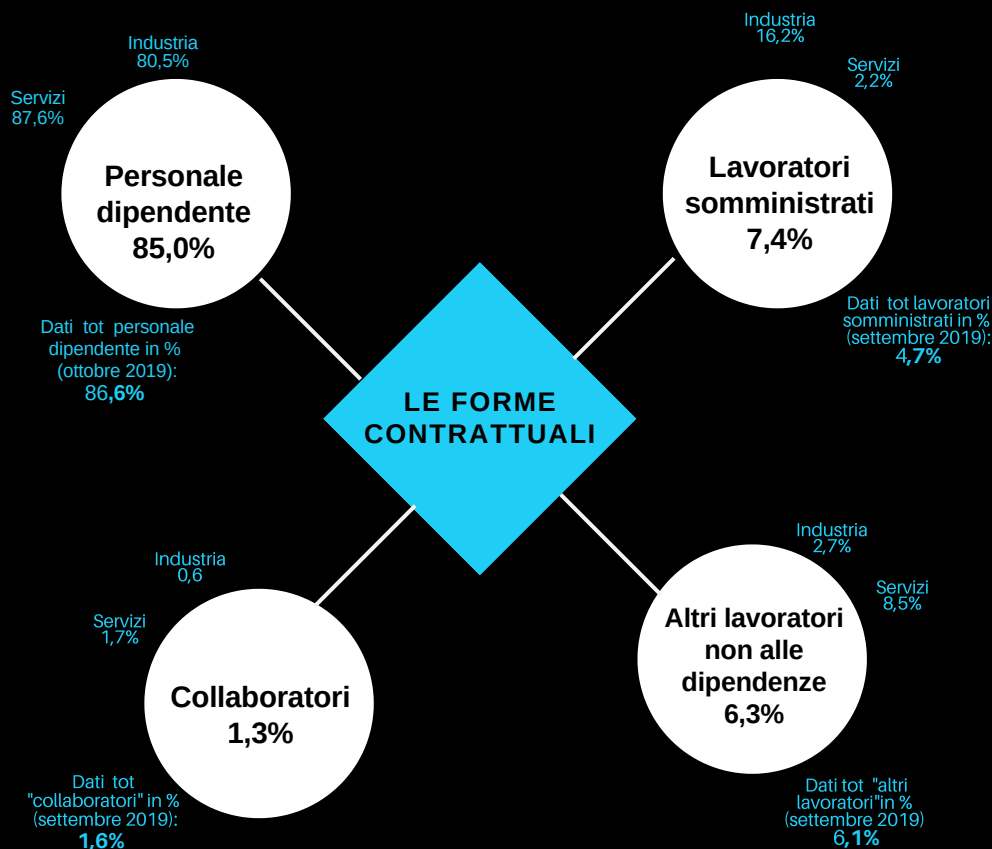 Industria
80,5%
Servizi
87,6%
Personale
dipendente
85,0%
Dati tot personale
dipendente in %
(ottobre 2019):
86,6%
Industria
16,2%
Servizi
2,2%
Lavoratori
somministrati
7,4%
Dati tot lavoratori
somministrati in %
(settembre 2019):
4,7%
LE FORME
CONTRATTUALI
Industria
0,6
Servizi
1,7%
Collaboratori
1,3%
Dati tot
"collaboratori" in %
(settembre 2019):
1,6%
Industria
2,7%
Servizi
8,5%
Altri lavoratori
non alle
dipendenze
6,3%
Dati tot "altri
lavoratori"in %
(settembre 2019)
6,1%